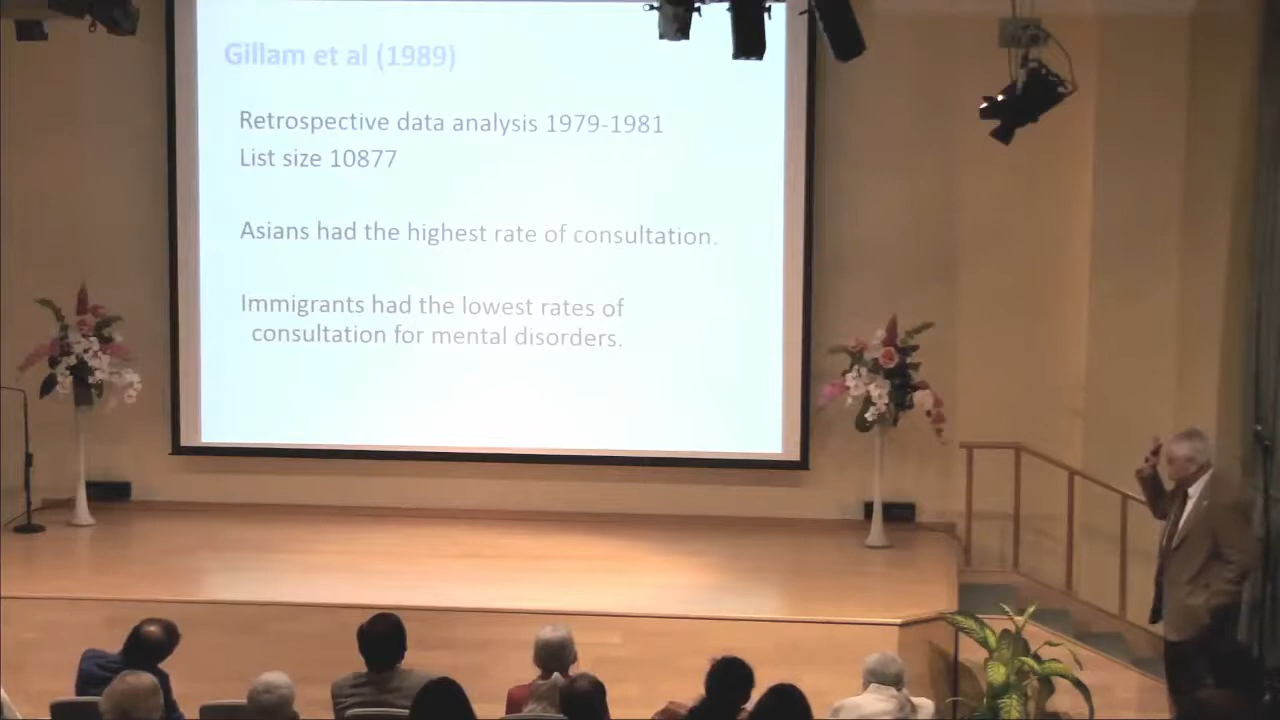 Gillam et al (1989)
Retrospective data analysis 1979-1981
List size 10877
Asians had the highest rate of consultation.
Immigrants had the lowest rates of
consultation for mental disorders.